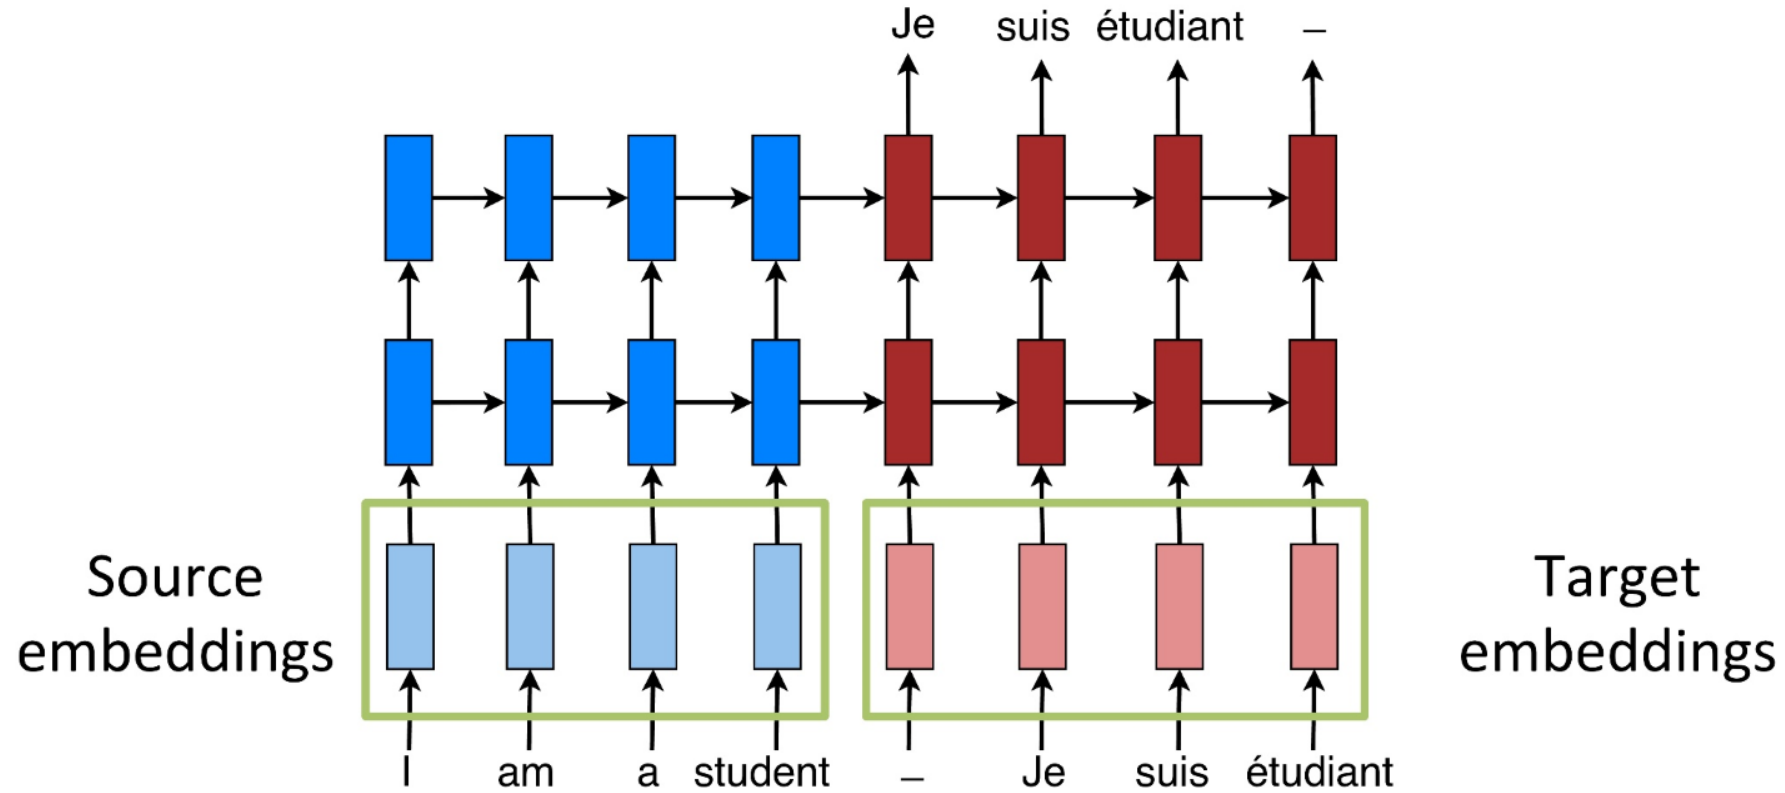 Je suis étudiant –
Source
embeddings
Target
embeddings
I am a student – Je suis étudiant